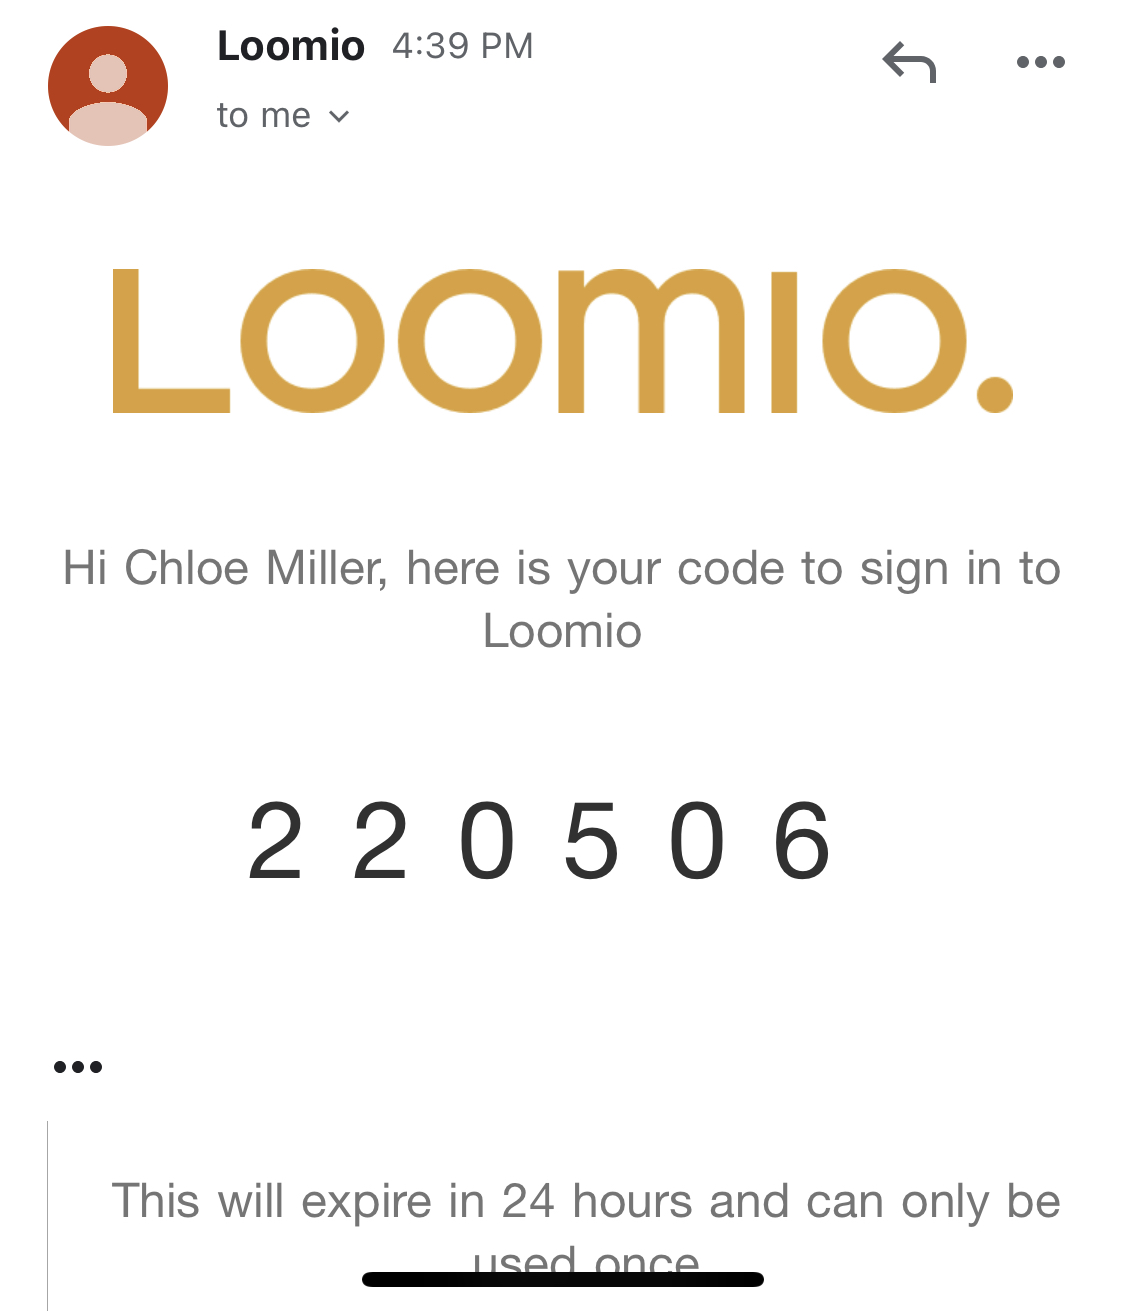 Loomio 4:39 PM
to me
LOOMIO.
Hi Chloe Miller, here is your code to sign in to
Loomio
2 2 0 5 0 6
This will expire in 24 hours and can only be
used once